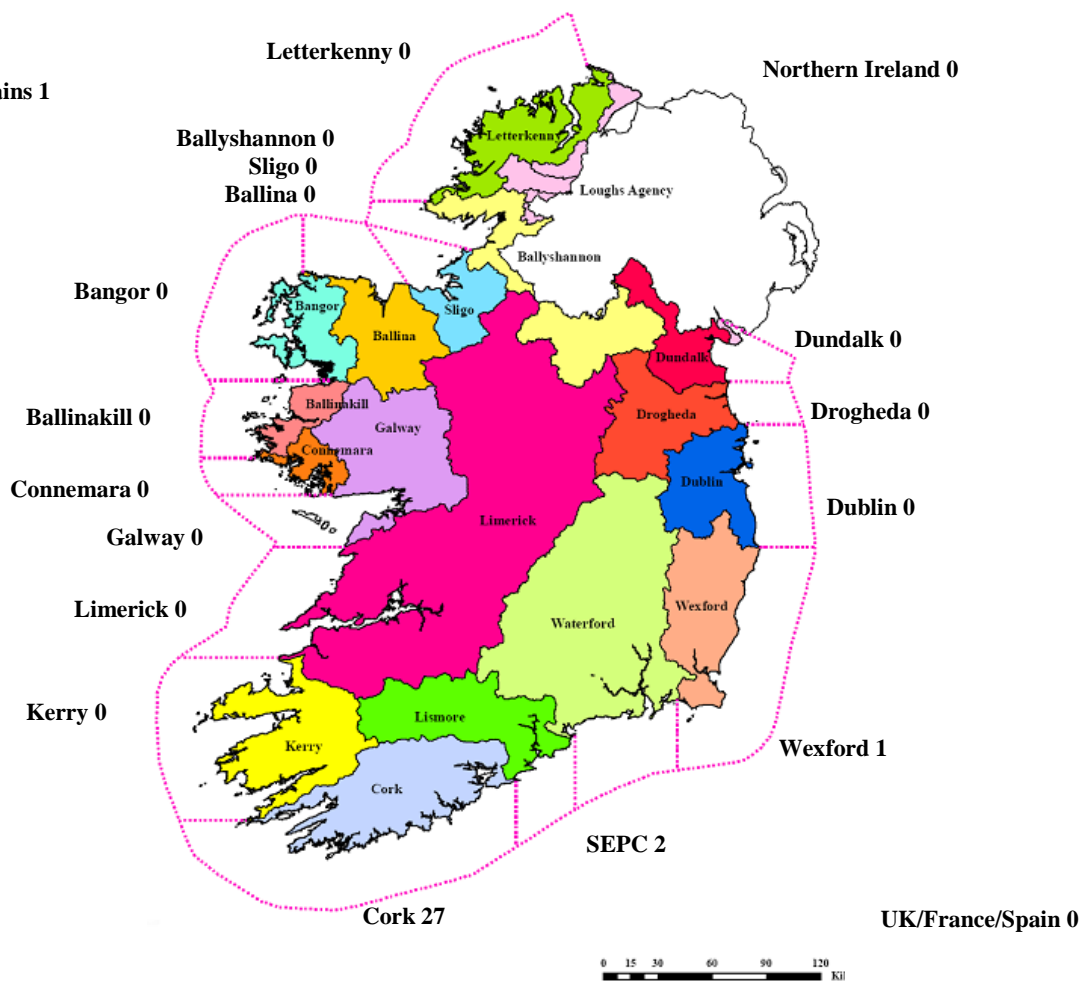 Letterkenny 0
Northern Ireland 0
ins 1
Ballyshannon 0
Sligo 0
Ballina 0
Letterkenny
Loughs Agency
Ballyshannon
Bangor 0
Bangor
Sligo
Ballina
Dundalk 0
Dundalk
Ballinakill 0
Ballinakill
Drogheda 0
Drogheda
Galway
Connemara
Connemara 0
Dublin
Dublin 0
Galway 0
Limerick
Limerick 0
Wexford
Waterford
Kerry 0
Lismore
Kerry
Wexford 1
Cork
SEPC 2
Cork 27
UK/France/Spain 0
0 15 30 60 90 120
Kil